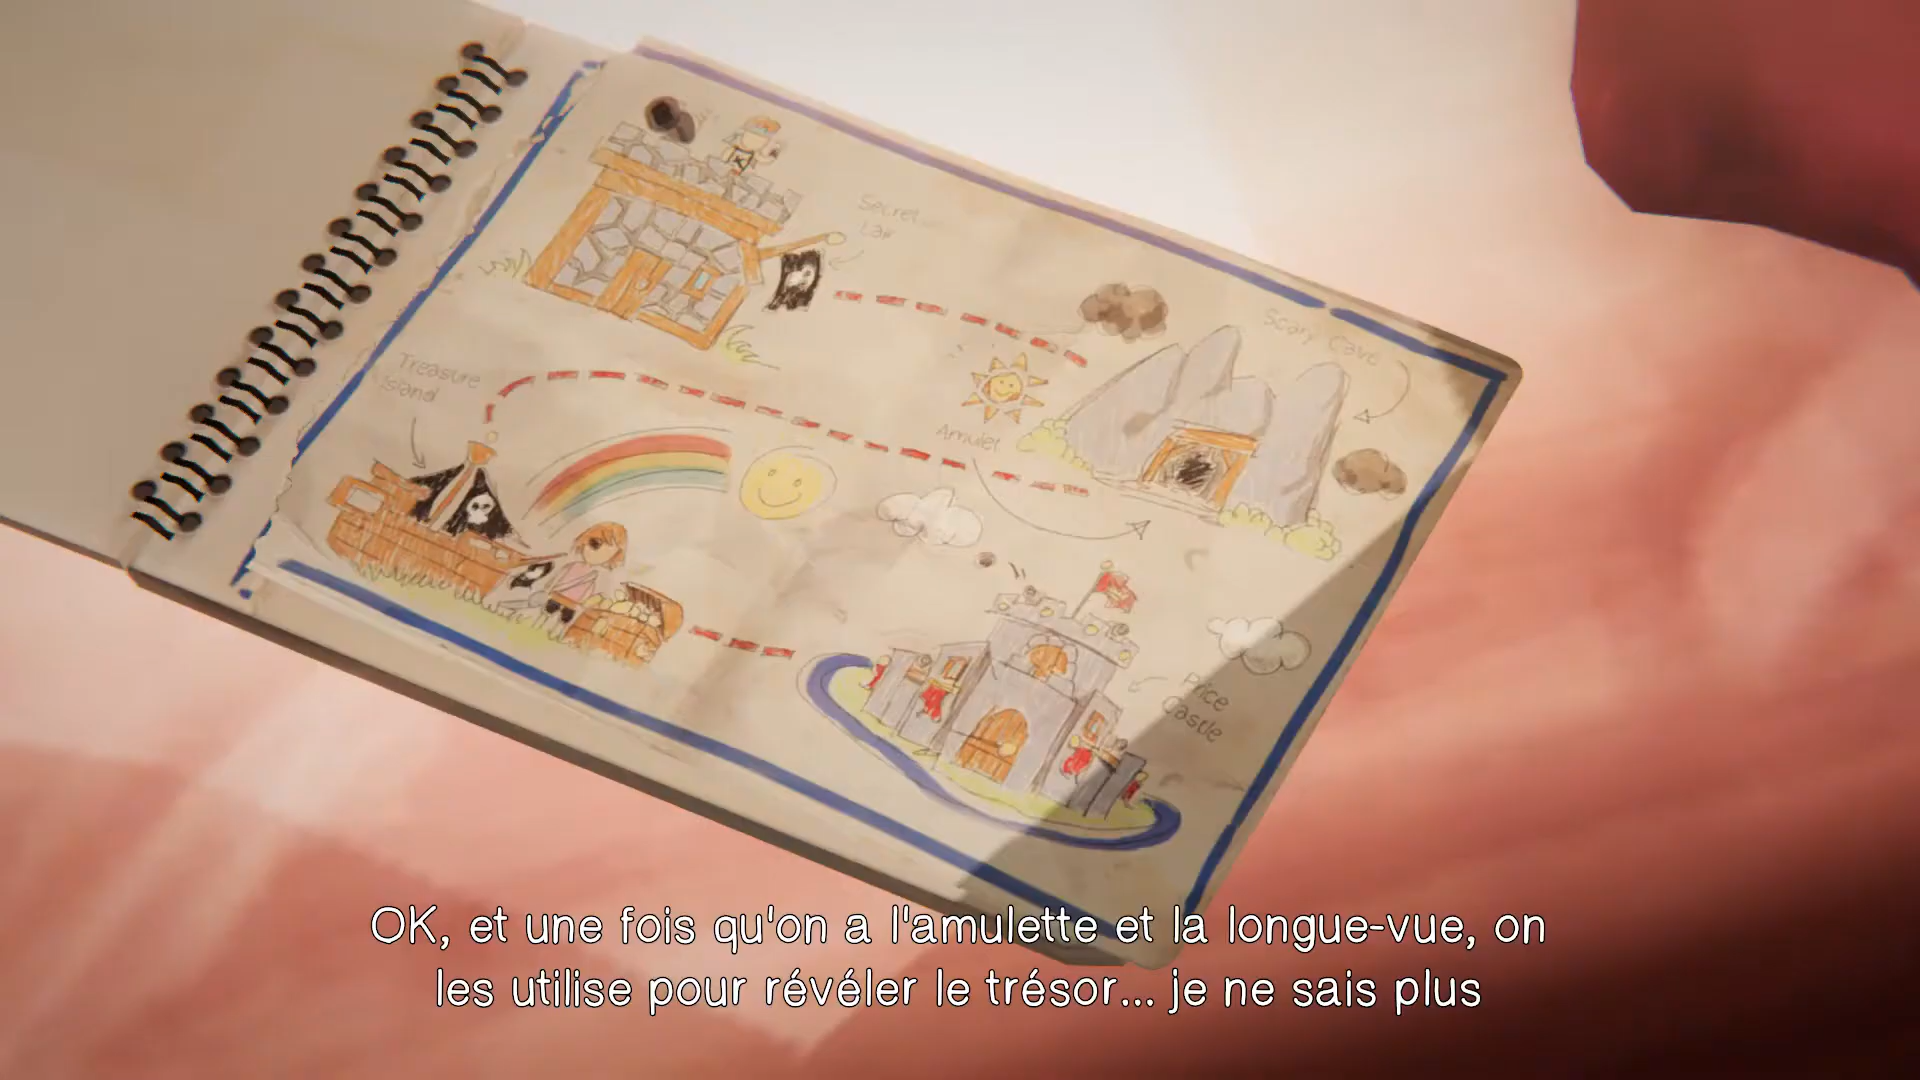 Secret
Lair
Scary Cave
Treasure
Island
Amulet
Price
Castle
OK, et une fois qu'on a l'amulette et la longue-vue, on
les utilise pour révéler le trésor... je ne sais plus